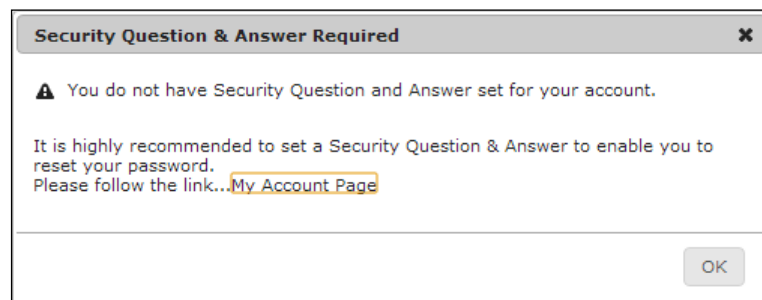 Security Question & Answer Required
You do not have Security Question and Answer set for your account.
It is highly recommended to set a Security Question & Answer to enable you to
reset your password.
Please follow the link...My Account Page
OK